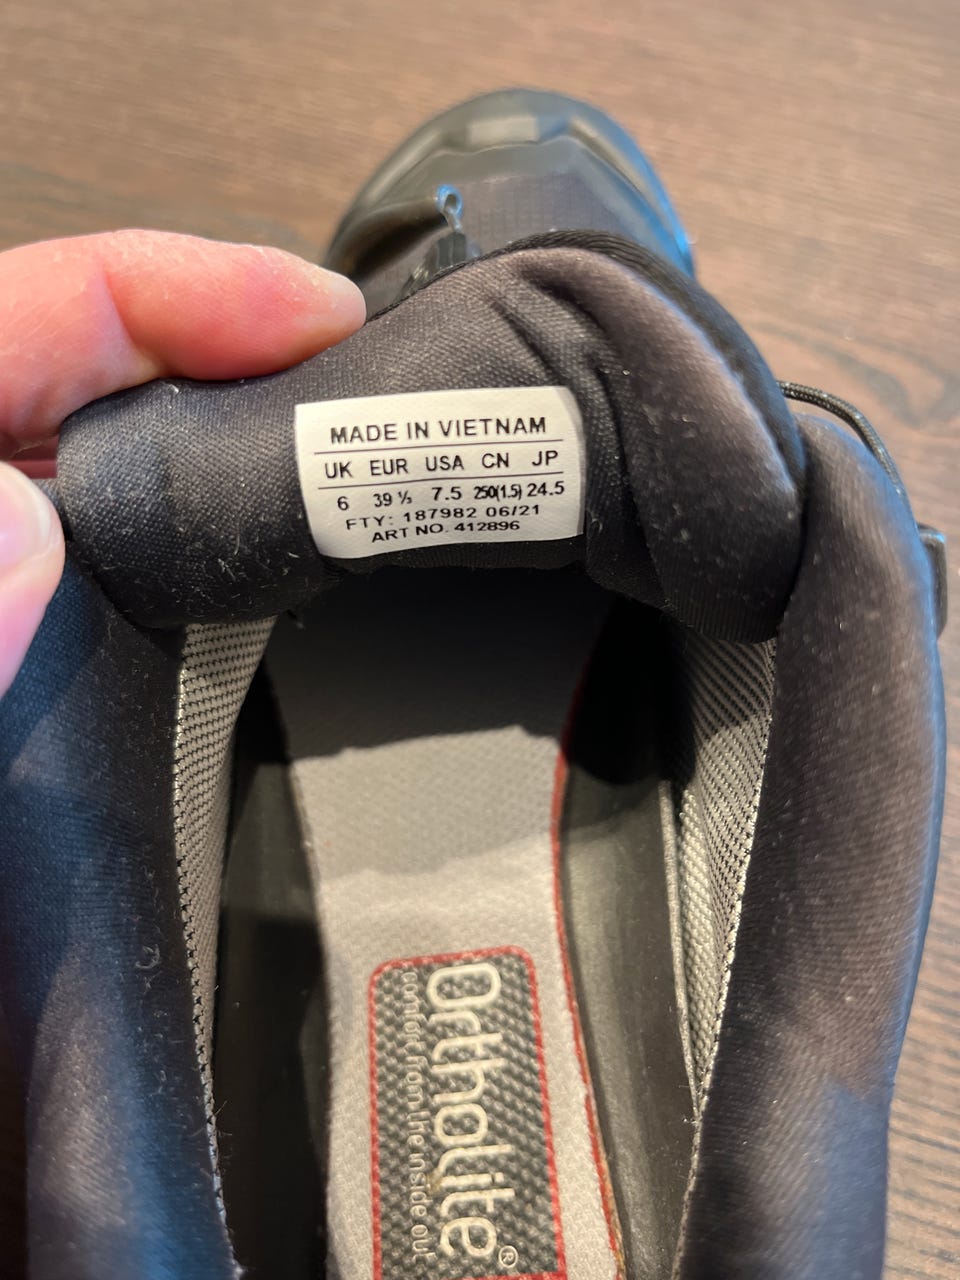 MADE IN VIETNAM
UK EUR USA CN JP
6 39 ⅓ 7.5 250(1.5) 24.5
FTY: 187982 06/21
ART NO. 412896
Ortholite®
comfort from the inside out